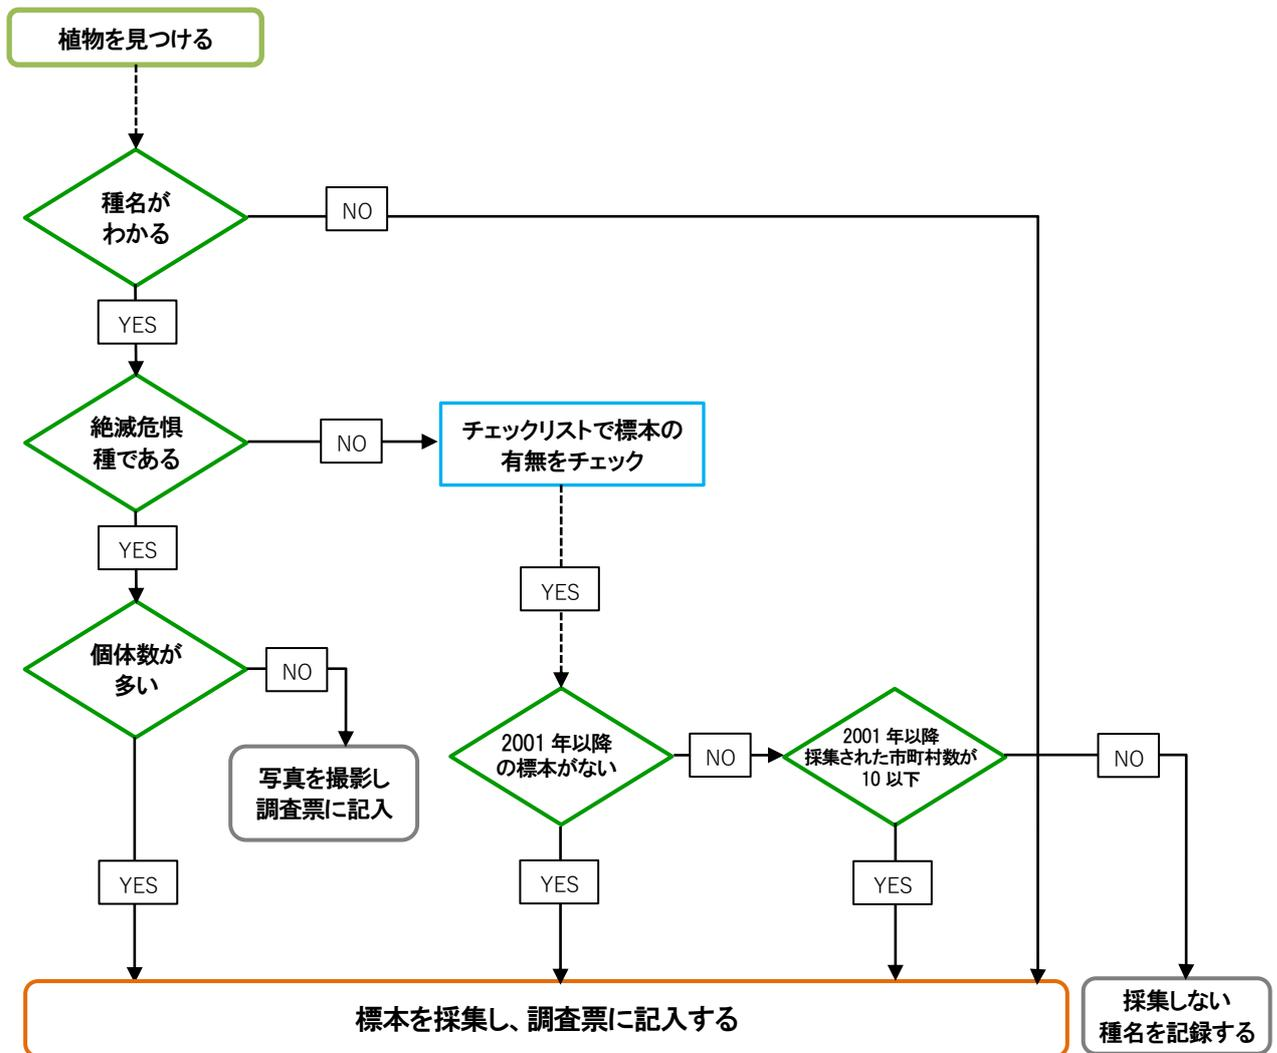 植物を見つける
種名が
わかる
NO
YES
絶滅危惧
種である
NO
チェックリストで標本の
有無をチェック
YES
YES
個体数が
多い
NO
写真を撮影し
調査票に記入
2001 年以降
の標本がない
NO
2001 年以降
採集された市町村数が
10 以下
NO
YES
YES
YES
標本を採集し、調査票に記入する
採集しない
種名を記録する